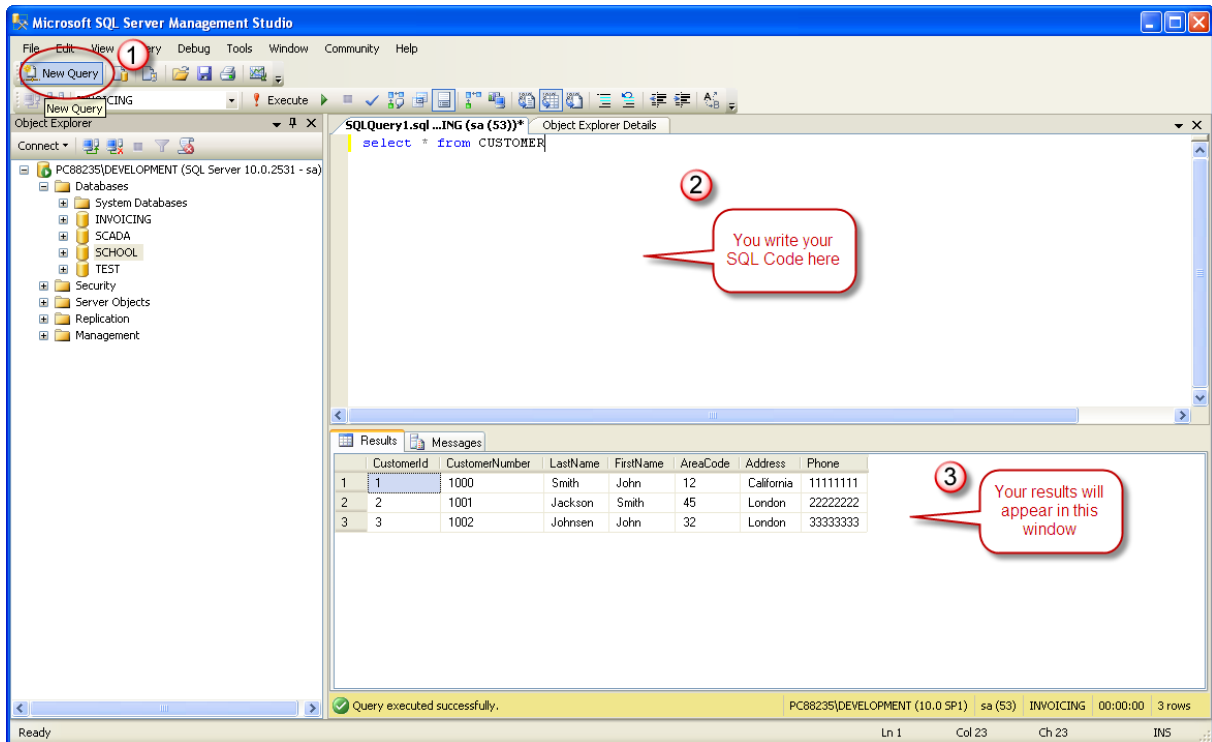 Microsoft SQL Server Management Studio
File Edit View Query Debug Tools Window Community Help
1
New Query
INVOICING Execute
New Query
Object Explorer
Connect
PC88235\DEVELOPMENT (SQL Server 10.0.2531 - sa)
Databases
System Databases
INVOICING
SCADA
SCHOOL
TEST
Security
Server Objects
Replication
Management
SQLQuery1.sql ...ING (sa (53))* Object Explorer Details
select * from CUSTOMER
2
You write your
SQL Code here
Results Messages
CustomerId CustomerNumber LastName FirstName AreaCode Address Phone
1 1 1000 Smith John 12 California 11111111
2 2 1001 Jackson Smith 45 London 22222222
3 3 1002 Johnsen John 32 London 33333333
3
Your results will
appear in this
window
Query executed successfully. PC88235\DEVELOPMENT (10.0 SP1) sa (53) INVOICING 00:00:00 3 rows
Ready Ln 1 Col 23 Ch 23 INS